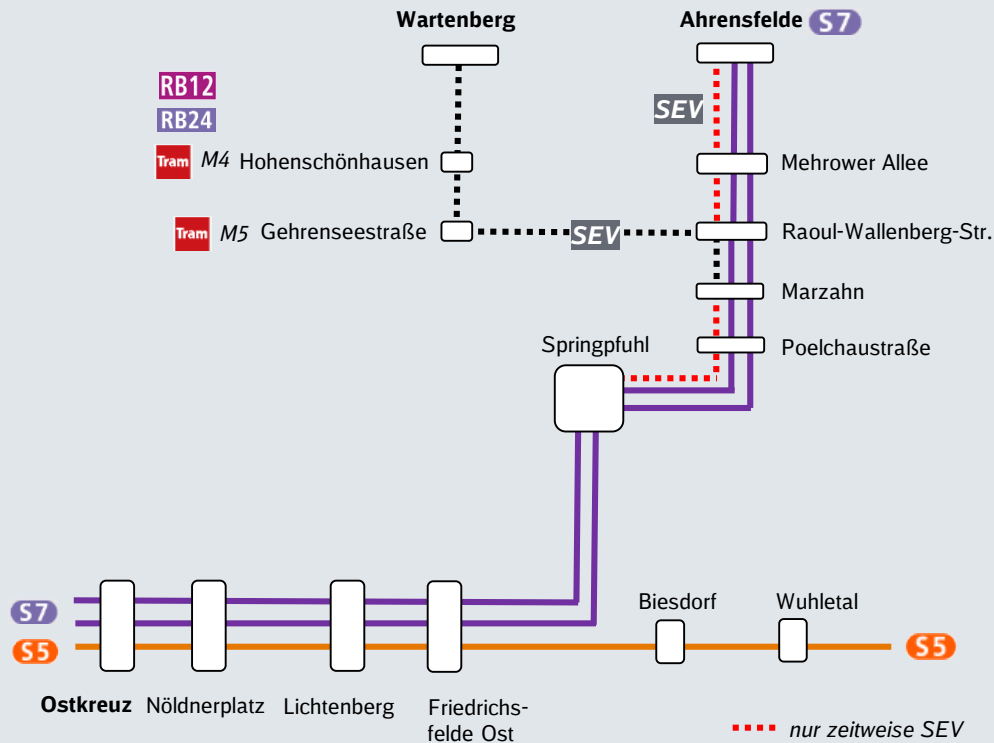 Wartenberg
Ahrensfelde S7
RB12
SEV
RB24
Tram M4 Hohenschönhausen
Mehrower Allee
Tram M5 Gehrenseestraße
SEV
Raoul-Wallenberg-Str.
Marzahn
Springpfuhl
Poelchaustraße
S7
Biesdorf
Wuhletal
S5
S5
Ostkreuz
Nöldnerplatz
Lichtenberg
Friedrichs-
felde Ost
nur zeitweise SEV